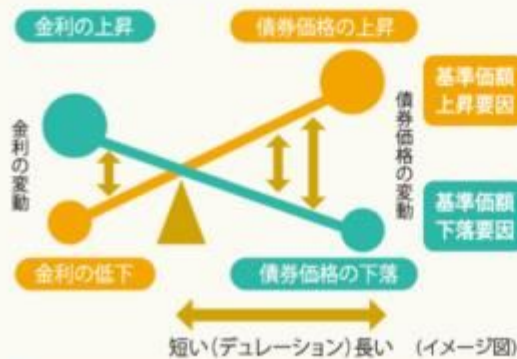 金利の上昇
債券価格の上昇
基準価額
上昇要因
金利の変動
債券価格の変動
基準価額
下落要因
金利の低下
債券価格の下落
短い(デュレーション)長い (イメージ図)